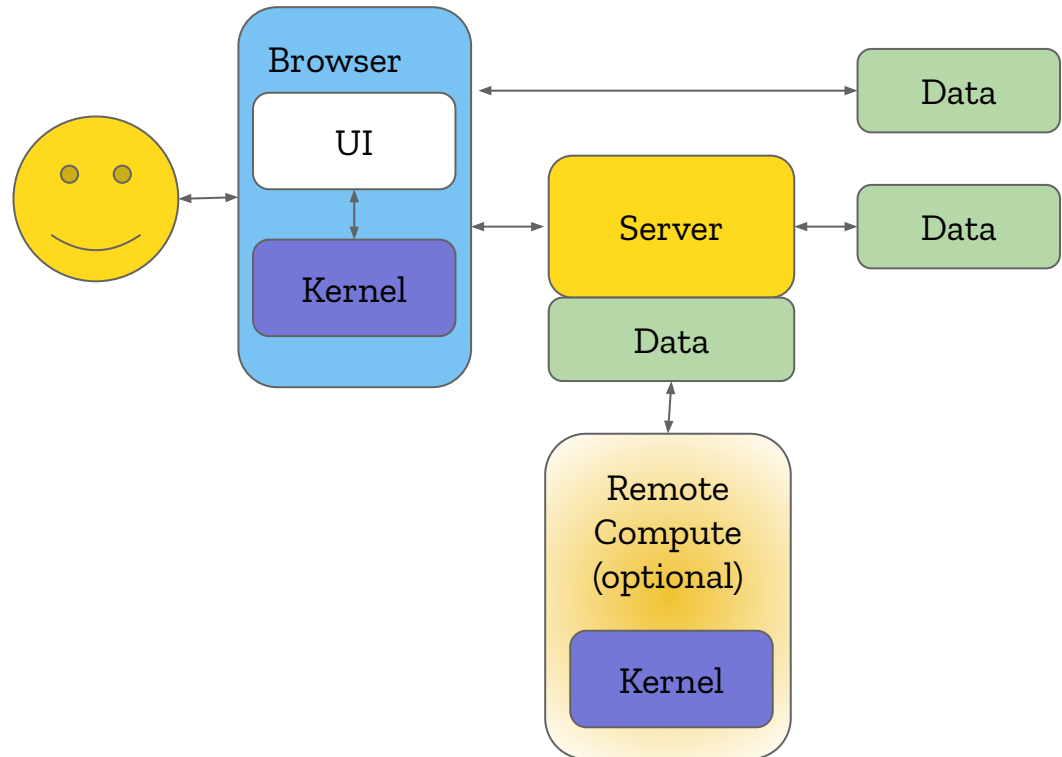 Browser
UI
Kernel
Data
Server
Data
Data
Remote
Compute
(optional)
Kernel